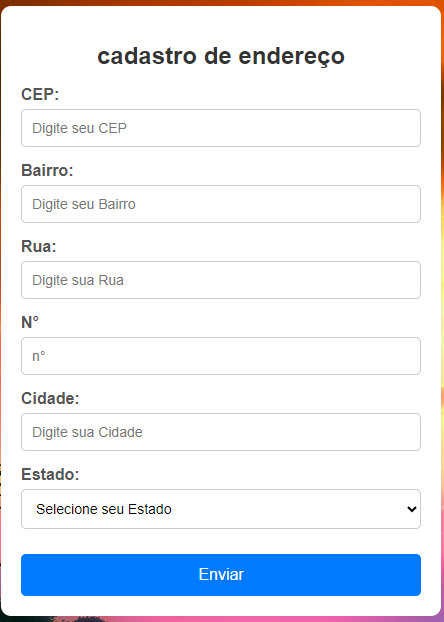 cadastro de endereço
CEP:
Digite seu CEP
Bairro:
Digite seu Bairro
Rua:
Digite sua Rua
N°
n°
Cidade:
Digite sua Cidade
Estado:
Selecione seu Estado
Enviar